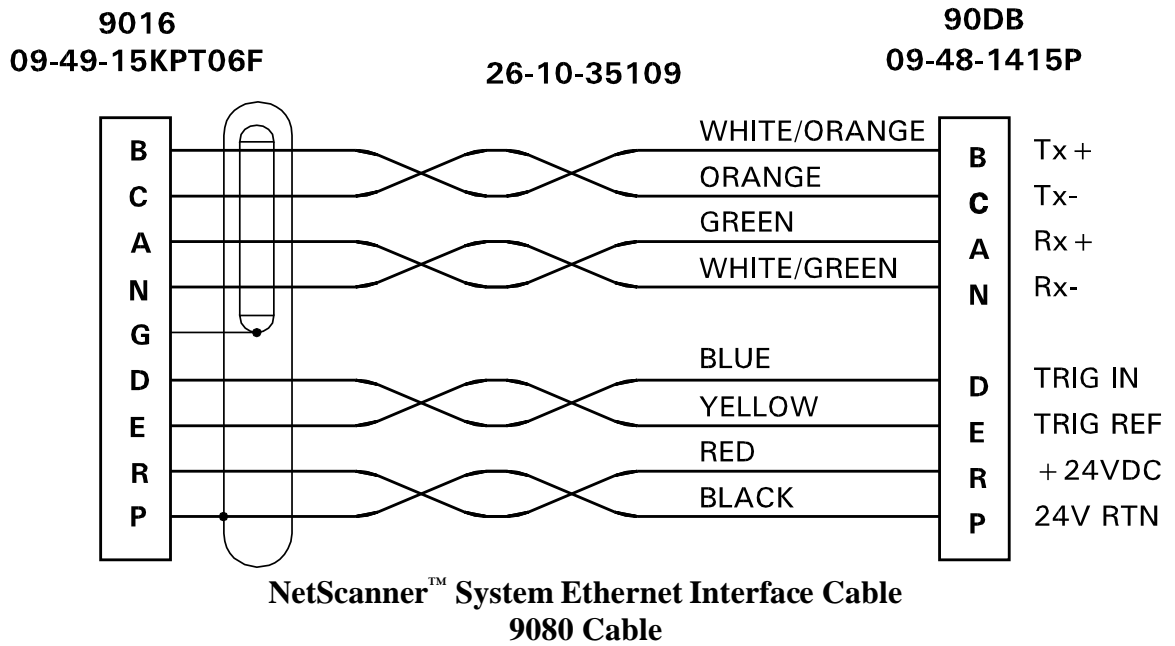 9016
09-49-15KPT06F
26-10-35109
90DB
09-48-1415P
B WHITE/ORANGE B Tx +
C ORANGE C Tx-
A GREEN A Rx +
N WHITE/GREEN N Rx-
G
D BLUE D TRIG IN
E YELLOW E TRIG REF
R RED R + 24VDC
P BLACK P 24V RTN
NetScanner™ System Ethernet Interface Cable
9080 Cable